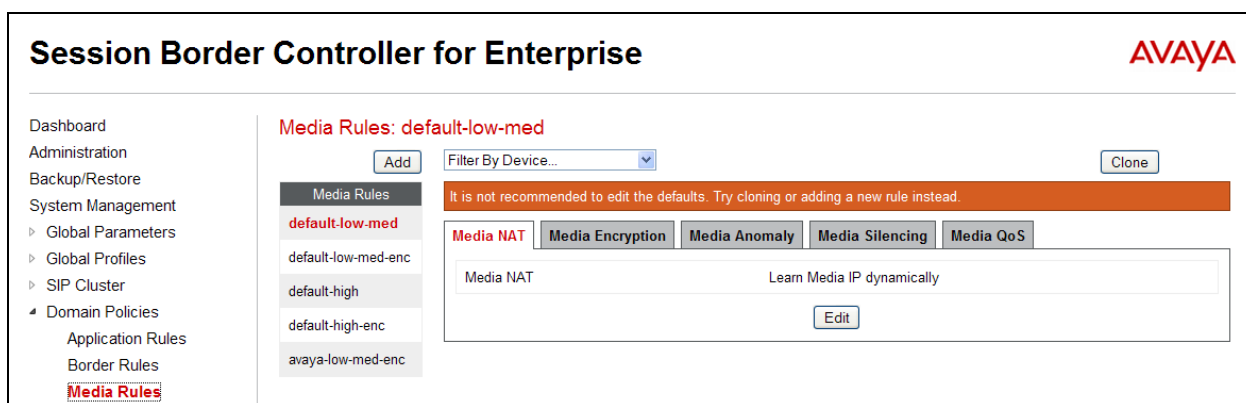 Session Border Controller for Enterprise
AVAYA
Dashboard
Administration
Backup/Restore
System Management
Global Parameters
Global Profiles
SIP Cluster
Domain Policies
Application Rules
Border Rules
Media Rules
Media Rules: default-low-med
Add
Filter By Device...
Clone
Media Rules
default-low-med
default-low-med-enc
default-high
default-high-enc
avaya-low-med-enc
It is not recommended to edit the defaults. Try cloning or adding a new rule instead.
Media NAT
Media Encryption
Media Anomaly
Media Silencing
Media QoS
Media NAT
Learn Media IP dynamically
Edit